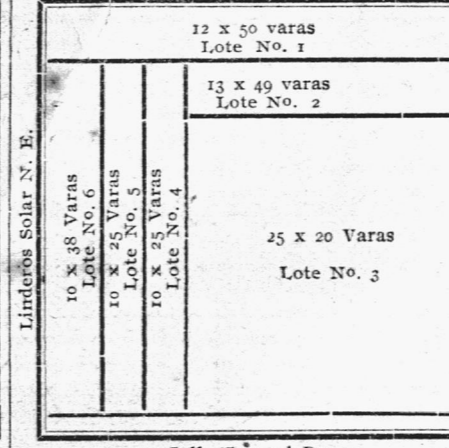 12 x 50 varas
Lote No. 1
13 x 49 varas
Lote No. 2
Linderos Solar N. E.
10 x 38 Varas
Lote No. 6
10 x 25 Varas
Lote No. 5
10 x 25 Varas
Lote No. 4
25 x 20 Varas
Lote No. 3